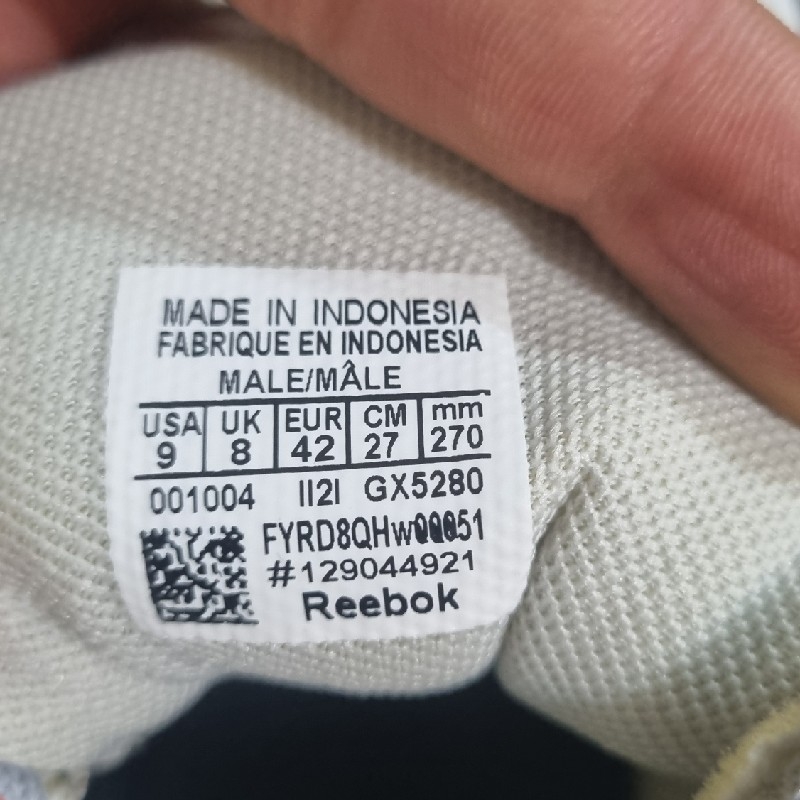 MADE IN INDONESIA
FABRIQUE EN INDONESIA
MALE/MÂLE
USA UK EUR CM mm
9 8 42 27 270
001004 II2I GX5280
#129044921
Reebok